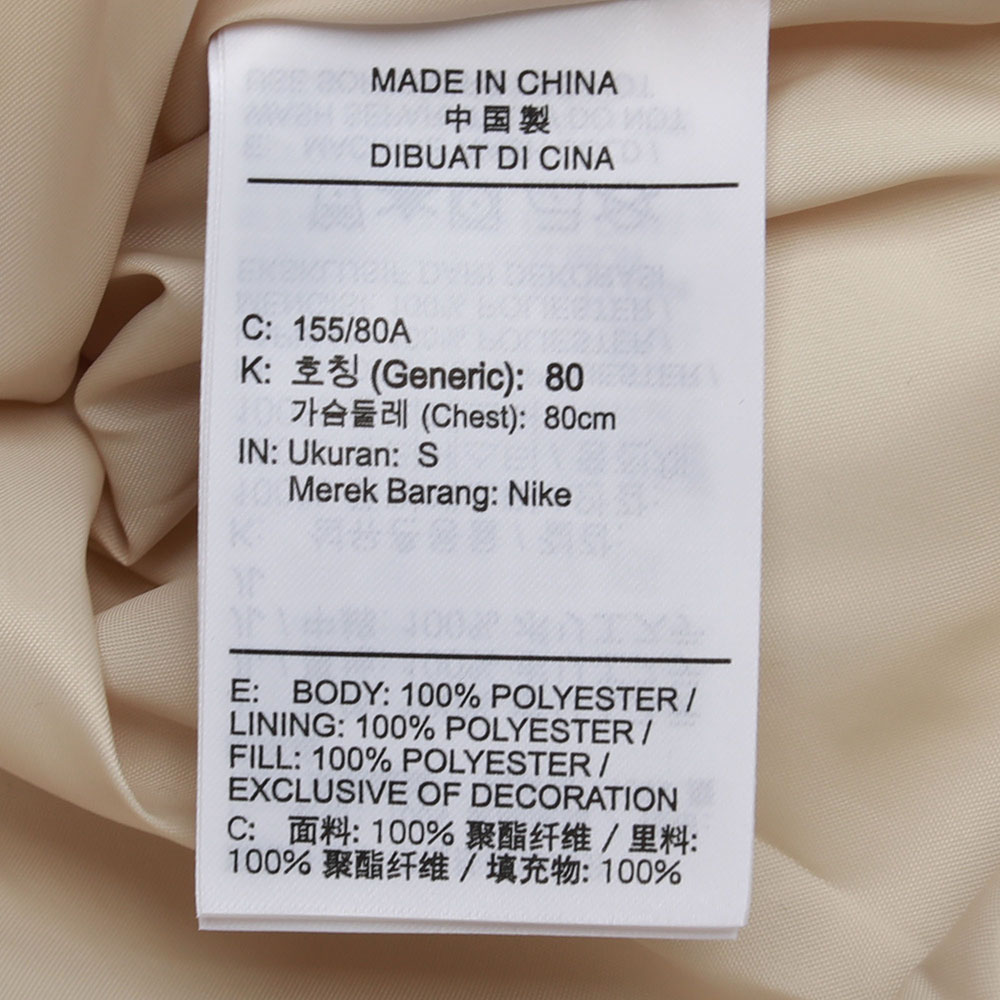 MADE IN CHINA
中国製
DIBUAT DI CINA
C: 155/80A
K: 호칭 (Generic): 80
가슴둘레 (Chest): 80cm
IN: Ukuran: S
Merek Barang: Nike
E: BODY: 100% POLYESTER /
LINING: 100% POLYESTER /
FILL: 100% POLYESTER /
EXCLUSIVE OF DECORATION
C: 面料: 100% 聚酯纤维 / 里料:
100% 聚酯纤维 / 填充物: 100%